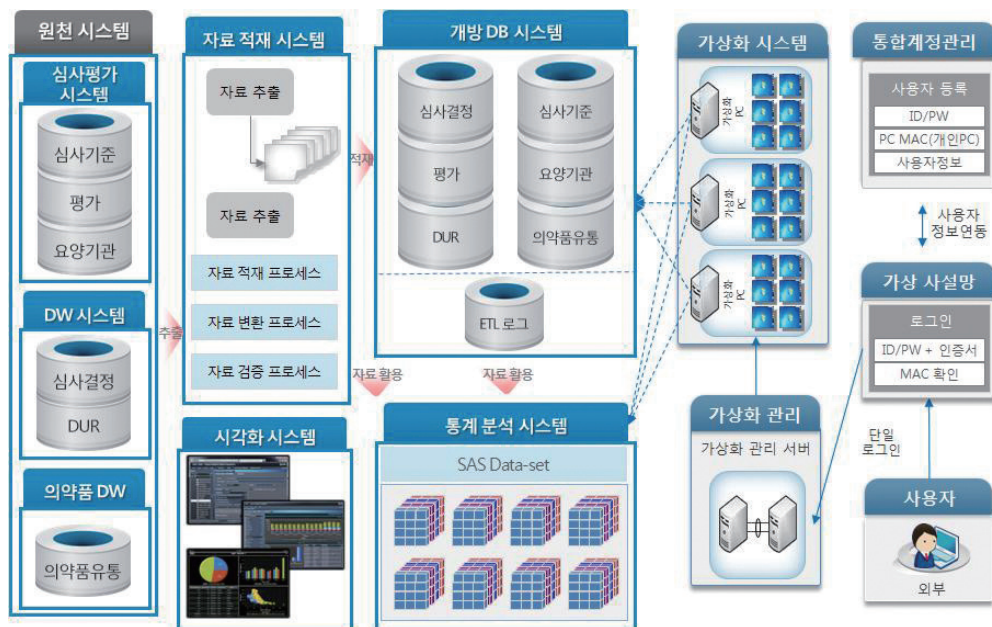 원천 시스템
심사평가
시스템
심사기준
평가
요양기관
DW 시스템
심사결정
DUR
의약품 DW
의약품유통
추출
자료 적재 시스템
자료 추출
자료 추출
자료 적재 프로세스
자료 변환 프로세스
자료 검증 프로세스
적재
시각화 시스템
개방 DB 시스템
심사결정
심사기준
평가
요양기관
DUR
의약품유통
ETL 로그
자료 활용
자료 활용
통계 분석 시스템
SAS Data-set
가상화 시스템
가상화
PC
가상화
PC
가상화
PC
가상화 관리
가상화 관리 서버
통합계정관리
사용자 등록
ID/PW
PC MAC(개인PC)
사용자정보
사용자
정보연동
가상 사설망
로그인
ID/PW + 인증서
MAC 확인
단일
로그인
사용자
외부